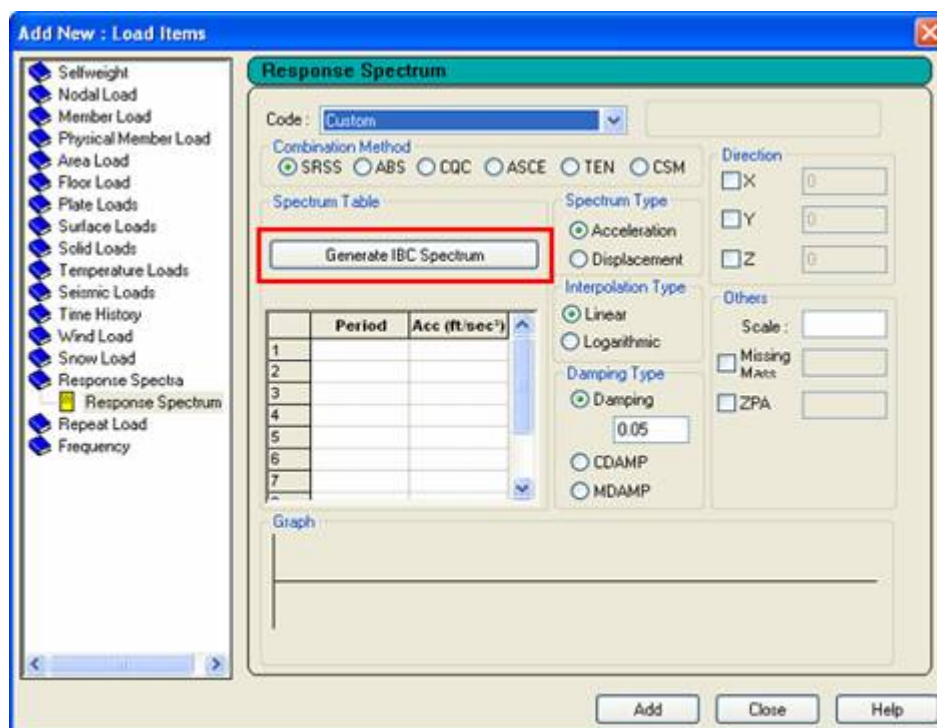 Add New : Load Items
Selfweight
Nodal Load
Member Load
Physical Member Load
Area Load
Floor Load
Plate Loads
Surface Loads
Solid Loads
Temperature Loads
Seismic Loads
Time History
Wind Load
Snow Load
Response Spectra
Response Spectrum
Repeat Load
Frequency
Response Spectrum
Code : Custom
Combination Method
SRSS ABS CQC ASCE TEN CSM
Spectrum Table
Generate IBC Spectrum
Period Acc (ft/sec²)
1
2
3
4
5
6
7
Spectrum Type
Acceleration
Displacement
Interpolation Type
Linear
Logarithmic
Damping Type
Damping
0.05
CDAMP
MDAMP
Direction
X 0
Y 0
Z 0
Others
Scale :
Missing
Mass
ZPA
Graph
Add Close Help